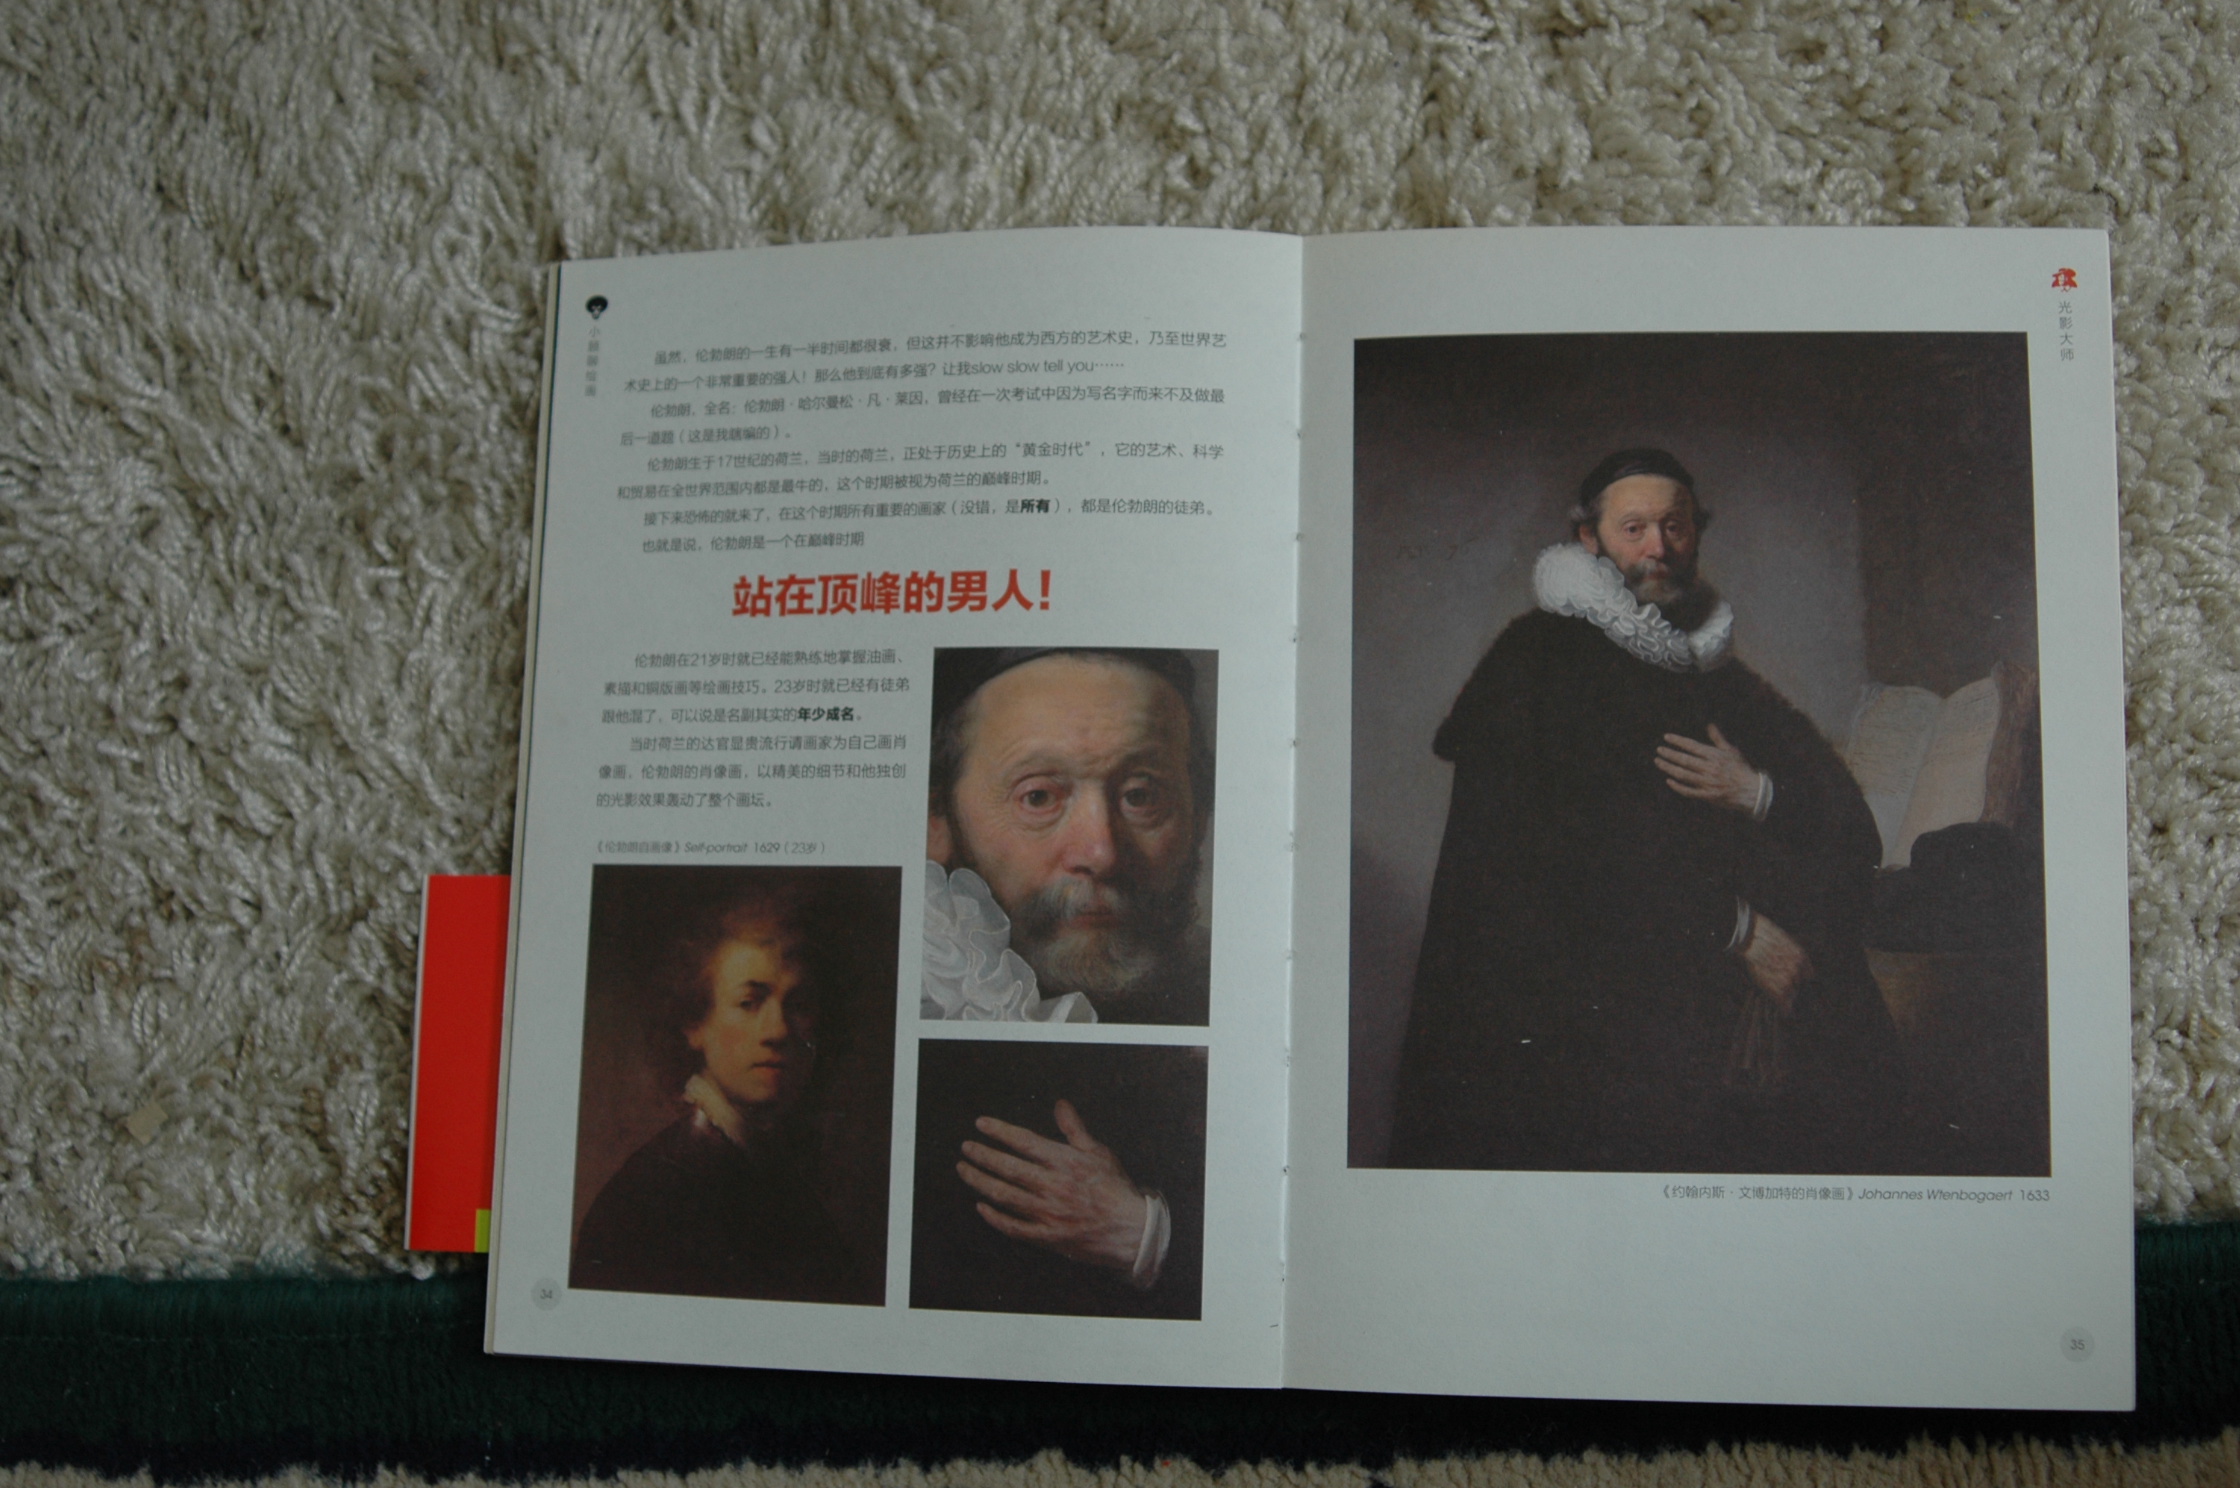 虽然，伦勃朗的一生有一半时间都很衰，但这并不影响他成为西方的艺术史，乃至世界艺
术史上的一个非常重要的强人！那么他到底有多强？让我slow slow tell you……
伦勃朗，全名：伦勃朗·哈尔曼松·凡·莱因，曾经在一次考试中因为写名字而来不及做最
后一道题（这是我瞎编的）。
伦勃朗生于17世纪的荷兰，当时的荷兰，正处于历史上的“黄金时代”，它的艺术、科学
和贸易在全世界范围内都是最牛的，这个时期被视为荷兰的巅峰时期。
接下来恐怖的就来了，在这个时期所有重要的画家（没错，是所有），都是伦勃朗的徒弟。
也就是说，伦勃朗是一个在巅峰时期
站在顶峰的男人！
伦勃朗在21岁时就已经能熟练地掌握油画、
素描和铜版画等绘画技巧。23岁时就已经有徒弟
跟他混了，可以说是名副其实的年少成名。
当时荷兰的达官显贵流行请画家为自己画肖
像画。伦勃朗的肖像画，以精美的细节和他独创
的光影效果轰动了整个画坛。
《伦勃朗自画像》Self-portrait 1629（23岁）
34
光影大师
《约翰内斯·文博加特的肖像画》Johannes Wtenbogaert 1633
35